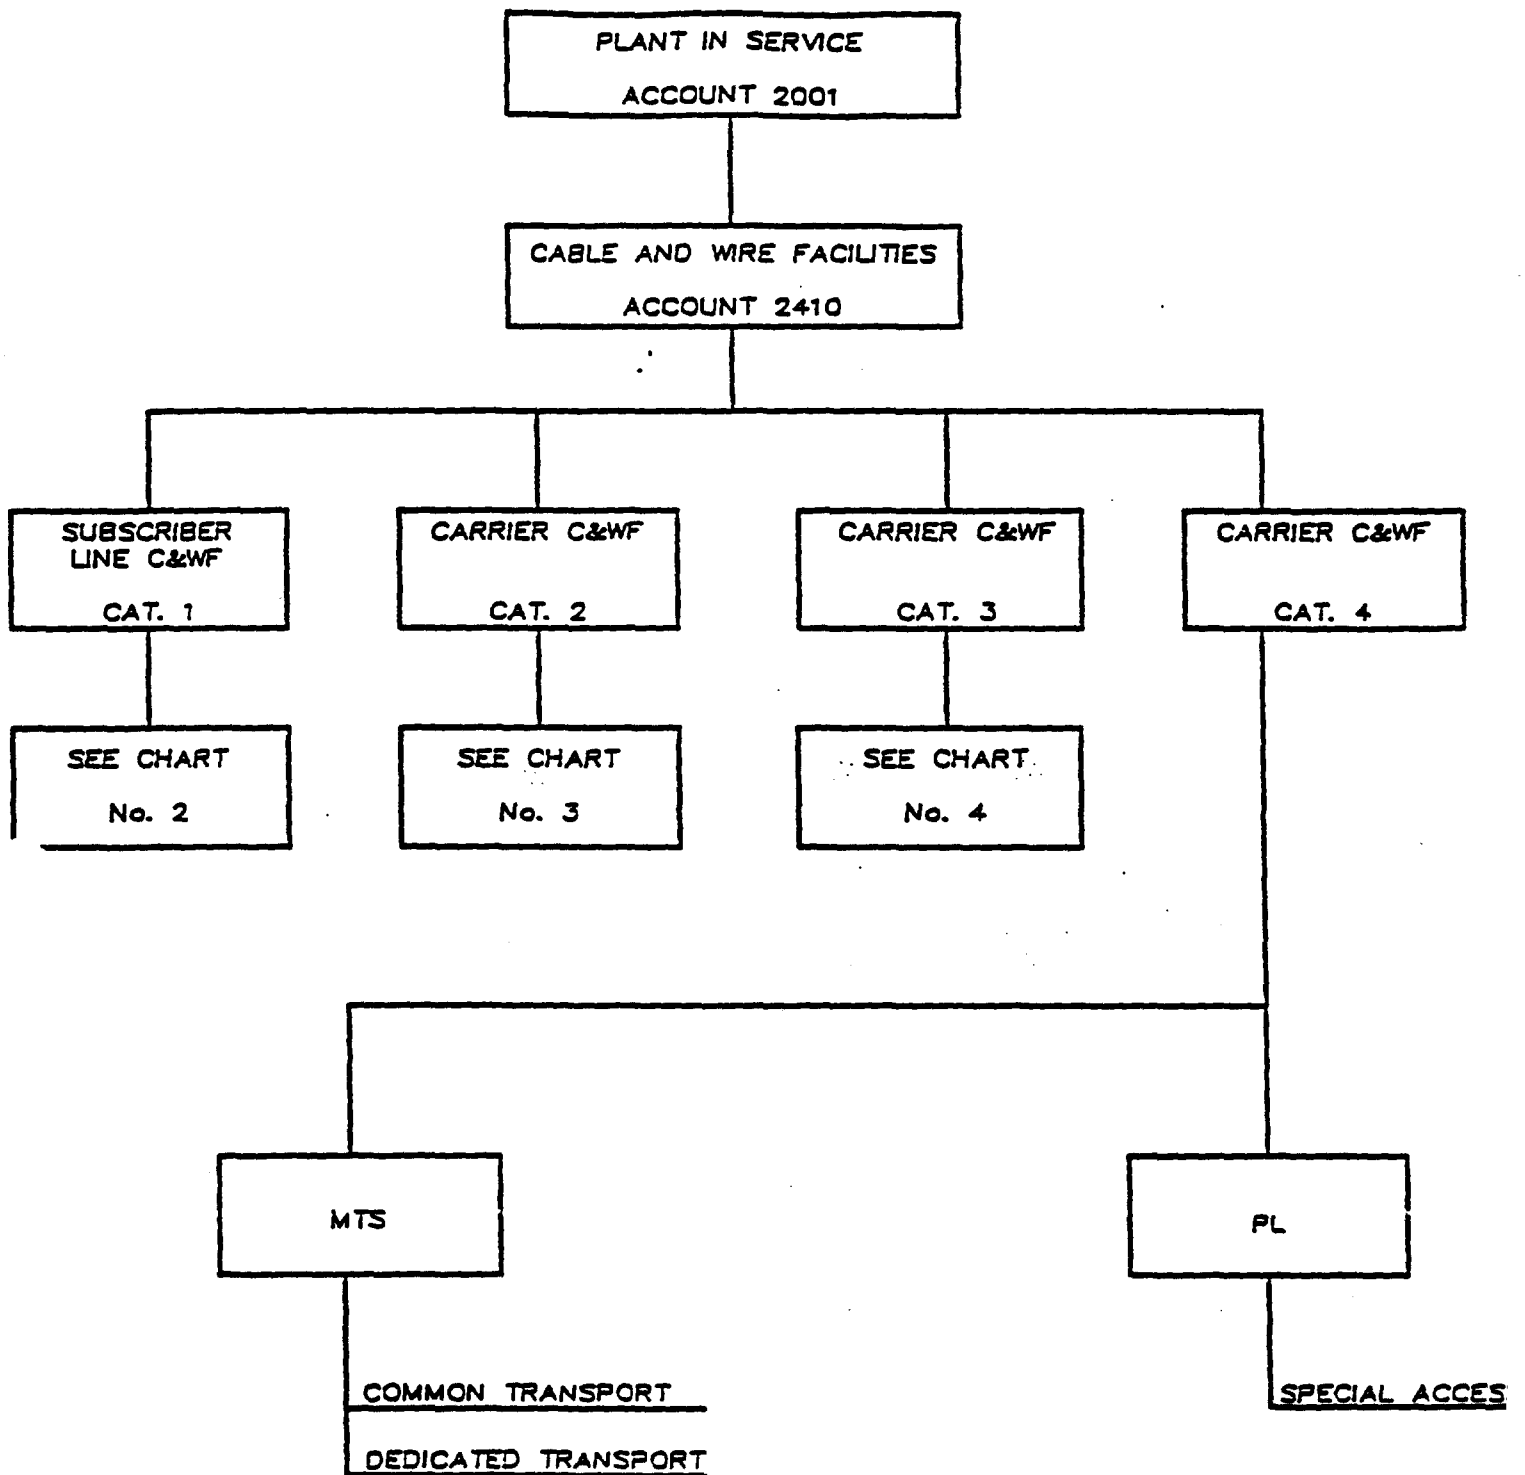 PLANT IN SERVICE
ACCOUNT 2001
CABLE AND WIRE FACILITIES
ACCOUNT 2410
SUBSCRIBER
LINE C&WF
CAT. 1
CARRIER C&WF
CAT. 2
CARRIER C&WF
CAT. 3
CARRIER C&WF
CAT. 4
SEE CHART
No. 2
SEE CHART
No. 3
SEE CHART
No. 4
MTS
PL
COMMON TRANSPORT
DEDICATED TRANSPORT
SPECIAL ACCES